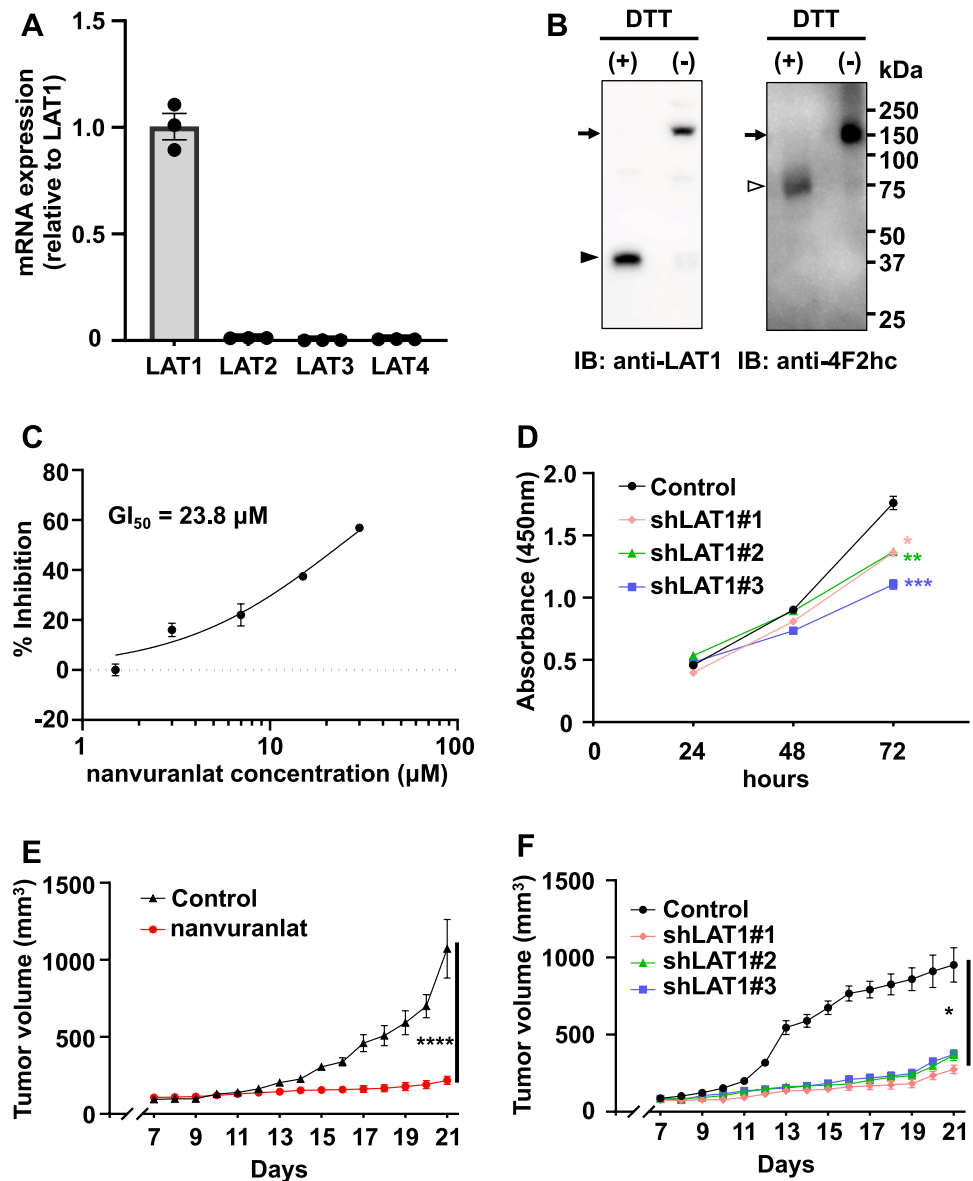 A
mRNA expression
(relative to LAT1)
1.5
1.0
0.5
0
LAT1 LAT2 LAT3 LAT4
B
DTT DTT
(+) (-) (+) (-) kDa
250
150
100
75
50
37
25
IB: anti-LAT1 IB: anti-4F2hc
C
% Inhibition
80
60
40
20
0
-20
GI50 = 23.8 µM
1 10 100
nanvuranlat concentration (µM)
D
Absorbance (450nm)
2.0
1.5
1.0
0.5
0
Control
shLAT1#1
shLAT1#2
shLAT1#3
*
**
***
0 24 48 72
hours
E
Tumor volume (mm³)
1500
1000
500
0
Control
nanvuranlat
****
7 9 11 13 15 17 19 21
Days
F
Tumor volume (mm³)
1500
1000
500
0
Control
shLAT1#1
shLAT1#2
shLAT1#3
*
7 9 11 13 15 17 19 21
Days